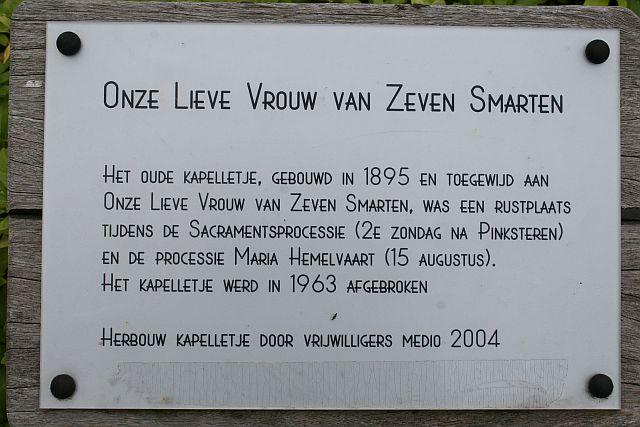 Onze Lieve Vrouw van Zeven Smarten
Het oude kapelletje, gebouwd in 1895 en toegewijd aan
Onze Lieve Vrouw van Zeven Smarten, was een rustplaats
tijdens de Sacramentsprocessie (2e zondag na Pinksteren)
en de processie Maria Hemelvaart (15 augustus).
Het kapelletje werd in 1963 afgebroken
Herbouw kapelletje door vrijwilligers medio 2004